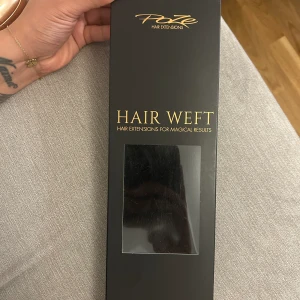 Poze
HAIR EXTENSIONS
HAIR WEFT
HAIR EXTENSIONS FOR MAGICAL RESULTS